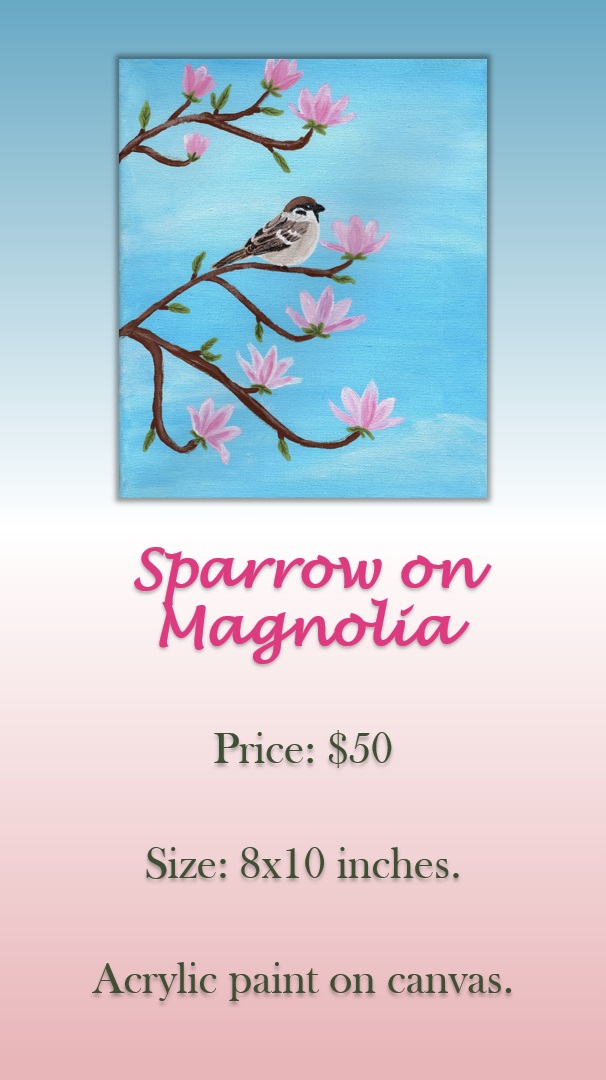 Sparrow on
Magnolia
Price: $50
Size: 8x10 inches.
Acrylic paint on canvas.